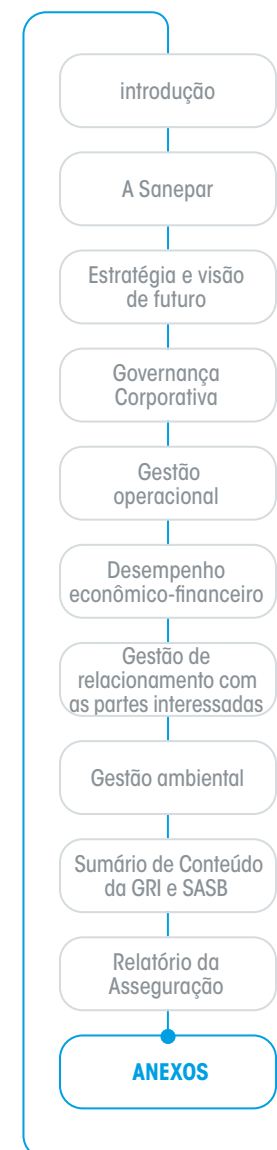 introdução
A Sanepar
Estratégia e visão
de futuro
Governança
Corporativa
Gestão
operacional
Desempenho
econômico-financeiro
Gestão de
relacionamento com
as partes interessadas
Gestão ambiental
Sumário de Conteúdo
da GRI e SASB
Relatório da
Asseguração
ANEXOS